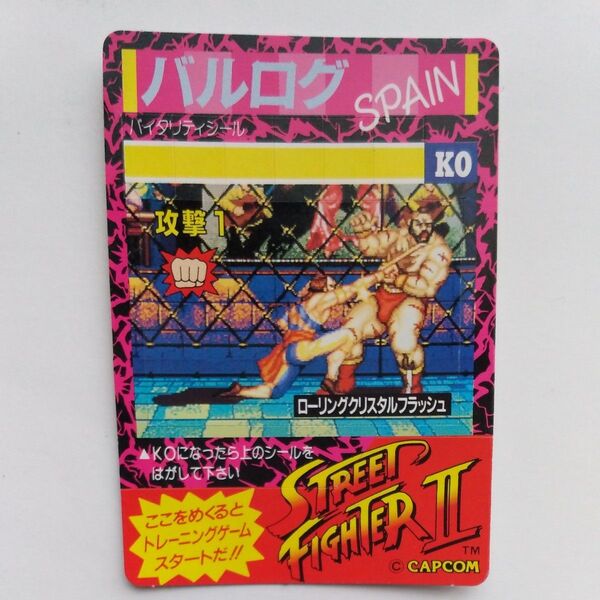 バルログ
SPAIN
バイタリティシール
KO
攻撃1
ローリングクリスタルフラッシュ
▲KOになったら上のシールを
はがして下さい
ここをめくると
トレーニングゲーム
スタートだ!!
STREET
FIGHTER II
TM
© CAPCOM